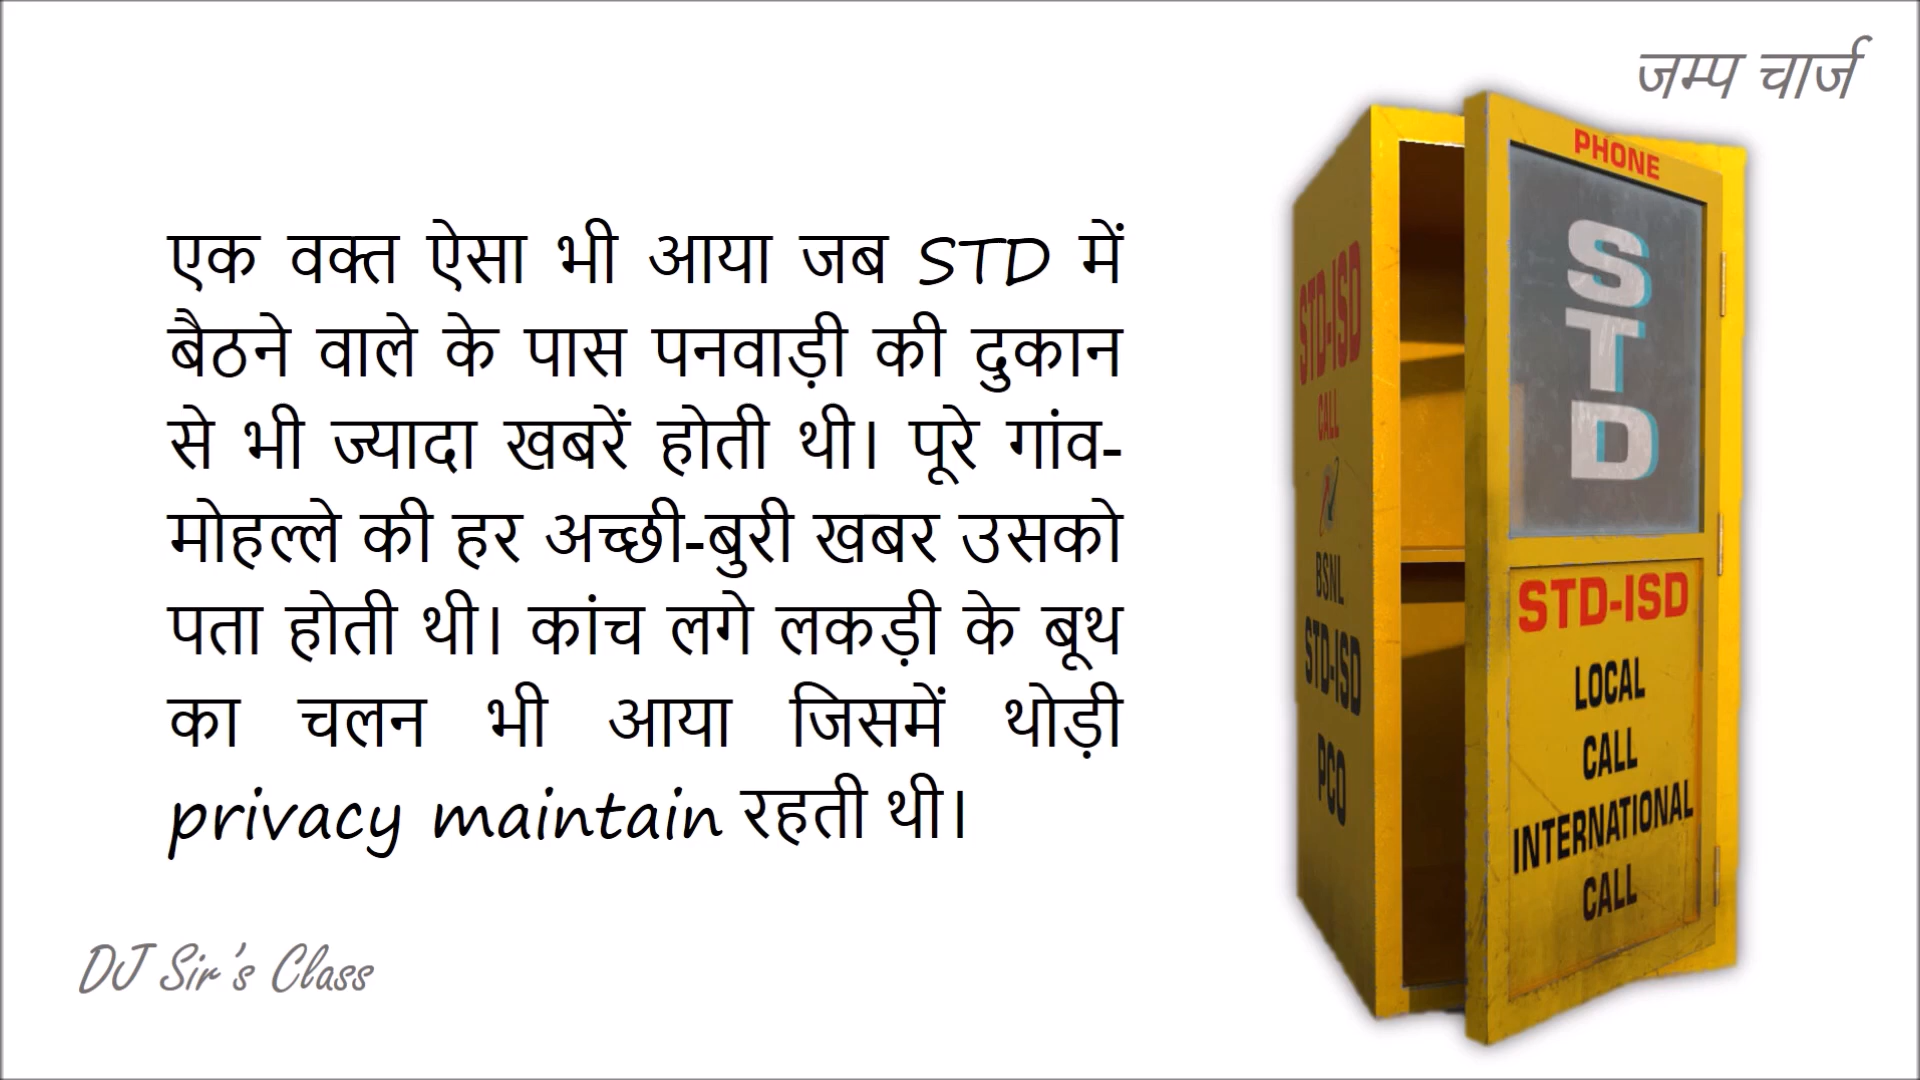 जम्प चार्ज
एक वक्त ऐसा भी आया जब STD में
बैठने वाले के पास पनवाड़ी की दुकान
से भी ज्यादा खबरें होती थी। पूरे गांव-
मोहल्ले की हर अच्छी-बुरी खबर उसको
पता होती थी। कांच लगे लकड़ी के बूथ
का चलन भी आया जिसमें थोड़ी
privacy maintain रहती थी।
DJ Sir's Class
STD-ISD
CALL
BSNL
STD-ISD
PCO
PHONE
S
T
D
STD-ISD
LOCAL
CALL
INTERNATIONAL
CALL